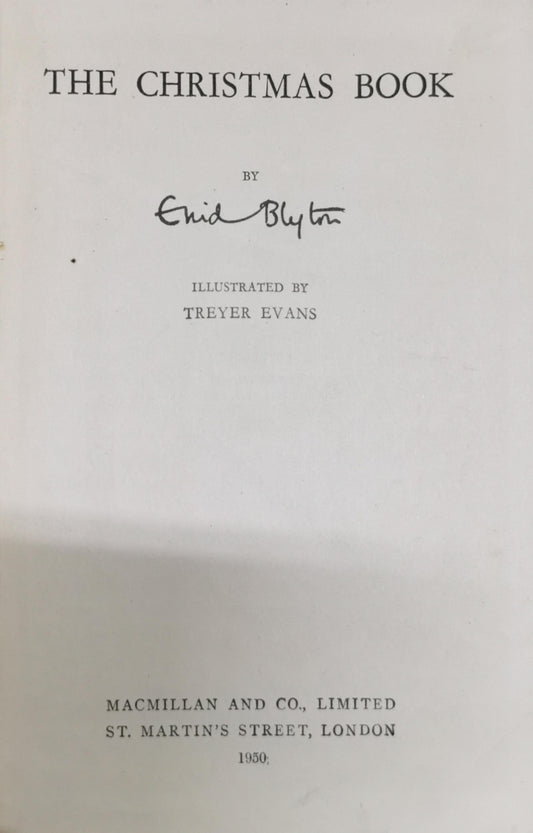 THE CHRISTMAS BOOK
BY
Enid Blyton
ILLUSTRATED BY
TREYER EVANS
MACMILLAN AND CO., LIMITED
ST. MARTIN'S STREET, LONDON
1950